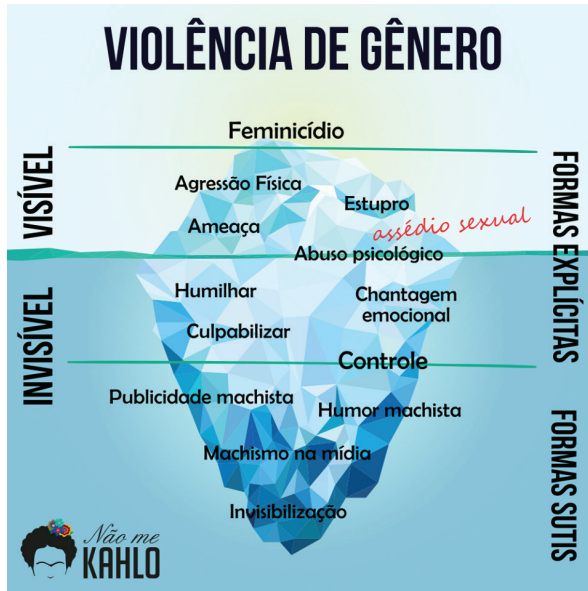 VIOLÊNCIA DE GÊNERO
Feminicídio
VISÍVEL
FORMAS EXPLÍCITAS
Agressão Física
Estupro
Ameaça
assédio sexual
Abuso psicológico
INVISÍVEL
Humilhar
Chantagem
emocional
Culpabilizar
Controle
Publicidade machista
Humor machista
FORMAS SUTIS
Machismo na mídia
Invisibilização
Não me
KAHLO